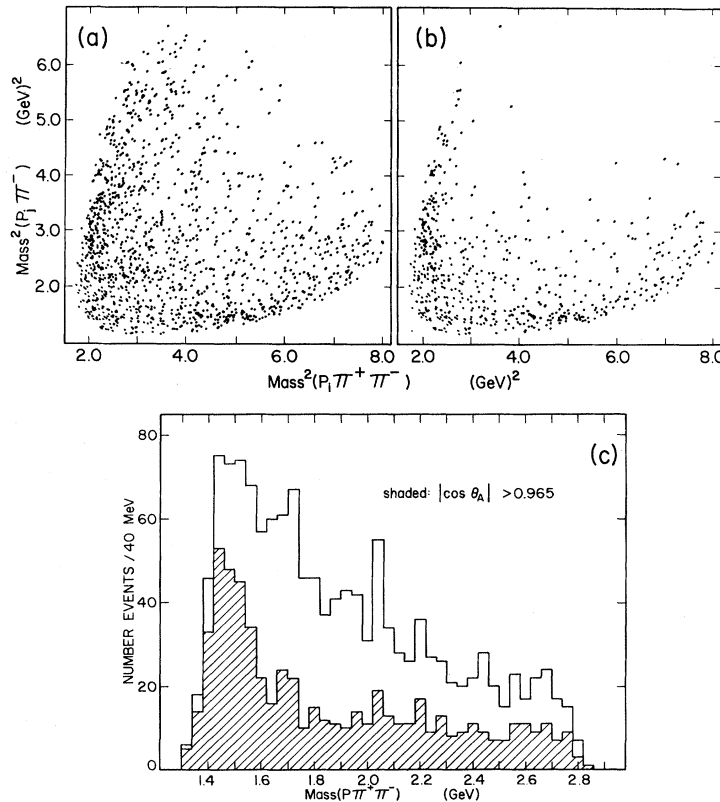 (a)
(b)
Mass²(Pⱼπ⁻) (GeV)²
6.0
5.0
4.0
3.0
2.0
2.0 4.0 6.0 8.0
2.0 4.0 6.0 8.0
Mass²(Pᵢπ⁺π⁻) (GeV)²
(c)
shaded: |cos θ_A| >0.965
NUMBER EVENTS / 40 MeV
80
60
40
20
0
1.4 1.6 1.8 2.0 2.2 2.4 2.6 2.8
Mass(Pπ⁺π⁻) (GeV)